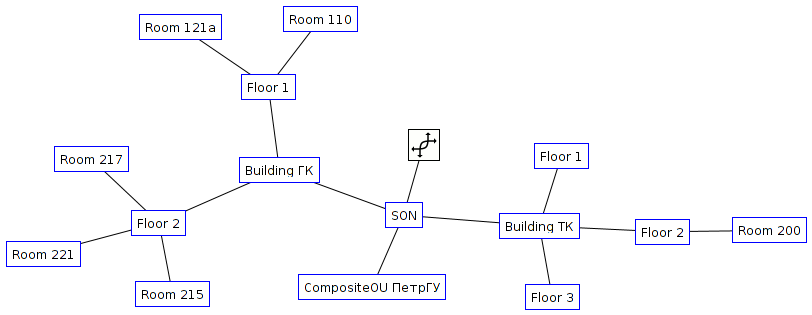 Room 121a
Room 110
Floor 1
Room 217
Building ГК
Floor 1
SON
Floor 2
Building ТК
Floor 2
Room 200
Room 221
CompositeOU ПетрГУ
Room 215
Floor 3